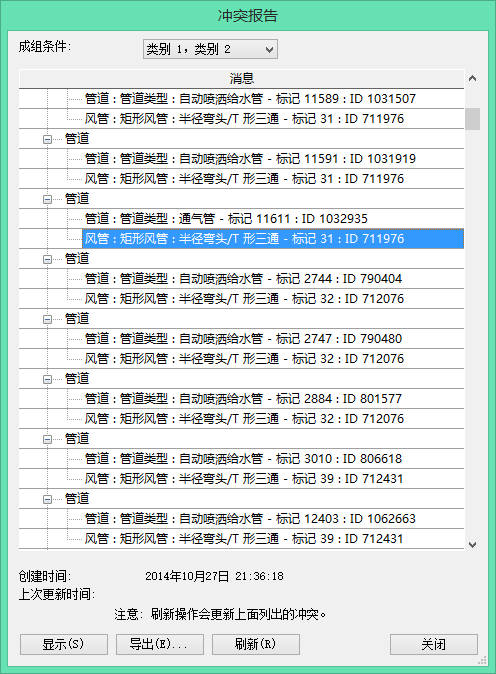 冲突报告
成组条件:
类别 1，类别 2
消息
管道 : 管道类型 : 自动喷洒给水管 - 标记 11589 : ID 1031507
风管 : 矩形风管 : 半径弯头/T 形三通 - 标记 31 : ID 711976
管道
管道 : 管道类型 : 自动喷洒给水管 - 标记 11591 : ID 1031919
风管 : 矩形风管 : 半径弯头/T 形三通 - 标记 31 : ID 711976
管道
管道 : 管道类型 : 通气管 - 标记 11611 : ID 1032935
风管 : 矩形风管 : 半径弯头/T 形三通 - 标记 31 : ID 711976
管道
管道 : 管道类型 : 自动喷洒给水管 - 标记 2744 : ID 790404
风管 : 矩形风管 : 半径弯头/T 形三通 - 标记 32 : ID 712076
管道
管道 : 管道类型 : 自动喷洒给水管 - 标记 2747 : ID 790480
风管 : 矩形风管 : 半径弯头/T 形三通 - 标记 32 : ID 712076
管道
管道 : 管道类型 : 自动喷洒给水管 - 标记 2884 : ID 801577
风管 : 矩形风管 : 半径弯头/T 形三通 - 标记 32 : ID 712076
管道
管道 : 管道类型 : 自动喷洒给水管 - 标记 3010 : ID 806618
风管 : 矩形风管 : 半径弯头/T 形三通 - 标记 39 : ID 712431
管道
管道 : 管道类型 : 自动喷洒给水管 - 标记 12403 : ID 1062663
风管 : 矩形风管 : 半径弯头/T 形三通 - 标记 39 : ID 712431
创建时间: 2014年10月27日 21:36:18
上次更新时间:
注意: 刷新操作会更新上面列出的冲突。
显示(S) 导出(E)... 刷新(R) 关闭